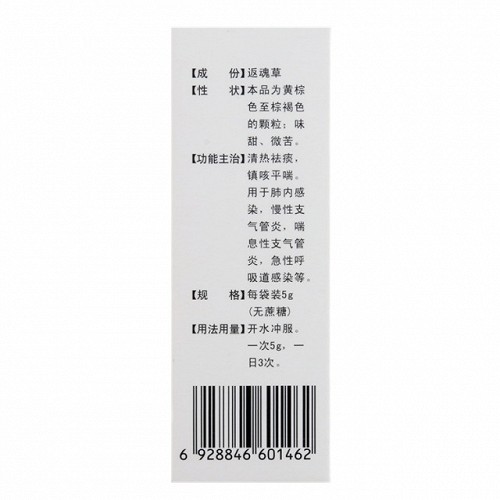 【成　份】返魂草
【性　状】本品为黄棕
色至棕褐色
的颗粒；味
甜、微苦。
【功能主治】清热祛痰，
镇咳平喘。
用于肺内感
染，慢性支
气管炎，喘
息性支气管
炎，急性呼
吸道感染等。
【规　格】每袋装5g
(无蔗糖)
【用法用量】开水冲服。
一次5g，一
日3次。
6 928846 601462